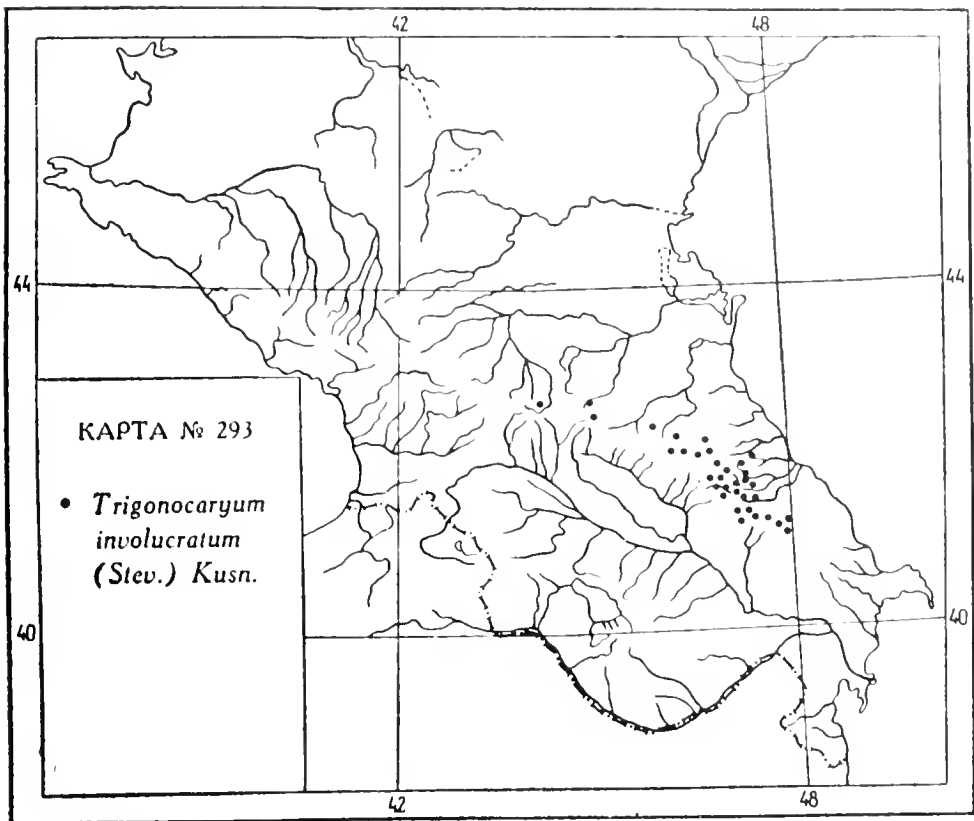 42
48
44
44
КАРТА № 293
• Trigonocaryum
involucratum
(Stev.) Kusn.
40
40
42
48